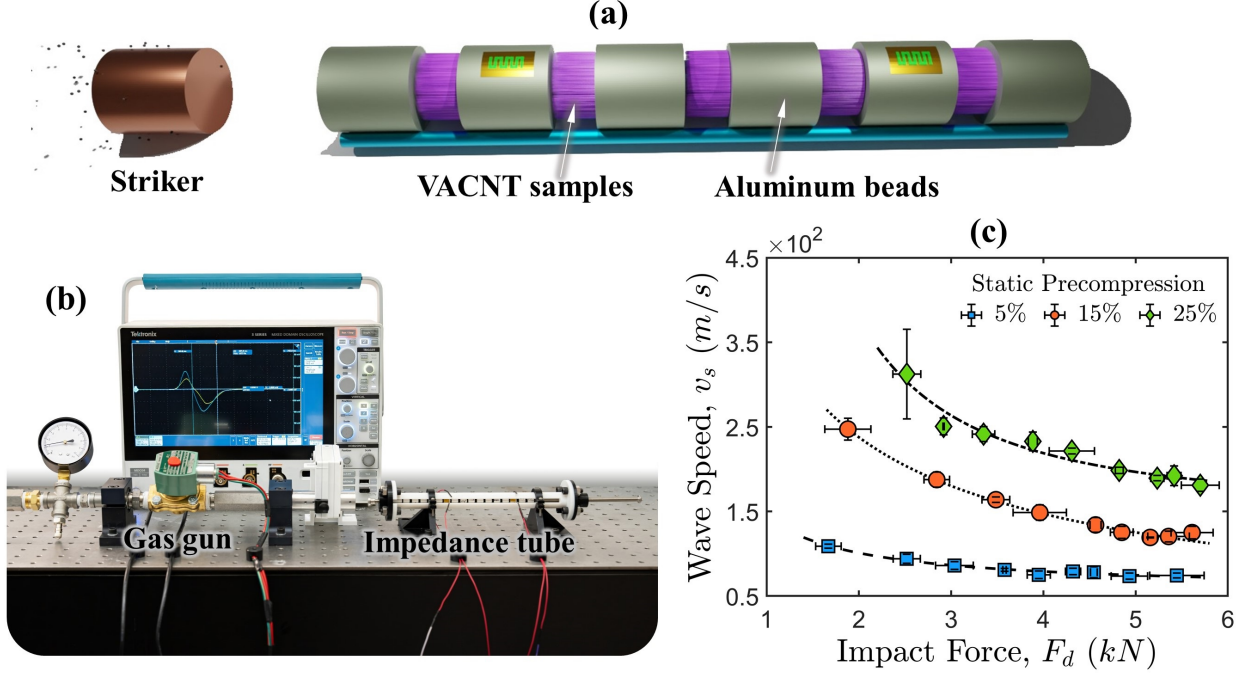 (a)
Striker
VACNT samples
Aluminum beads
(b)
Tektronix
Gas gun
Impedance tube
(c)
×10²
Static Precompression
5% 15% 25%
4.5
3.5
2.5
1.5
0.5
Wave Speed, vₛ (m/s)
1 2 3 4 5 6
Impact Force, F_d (kN)